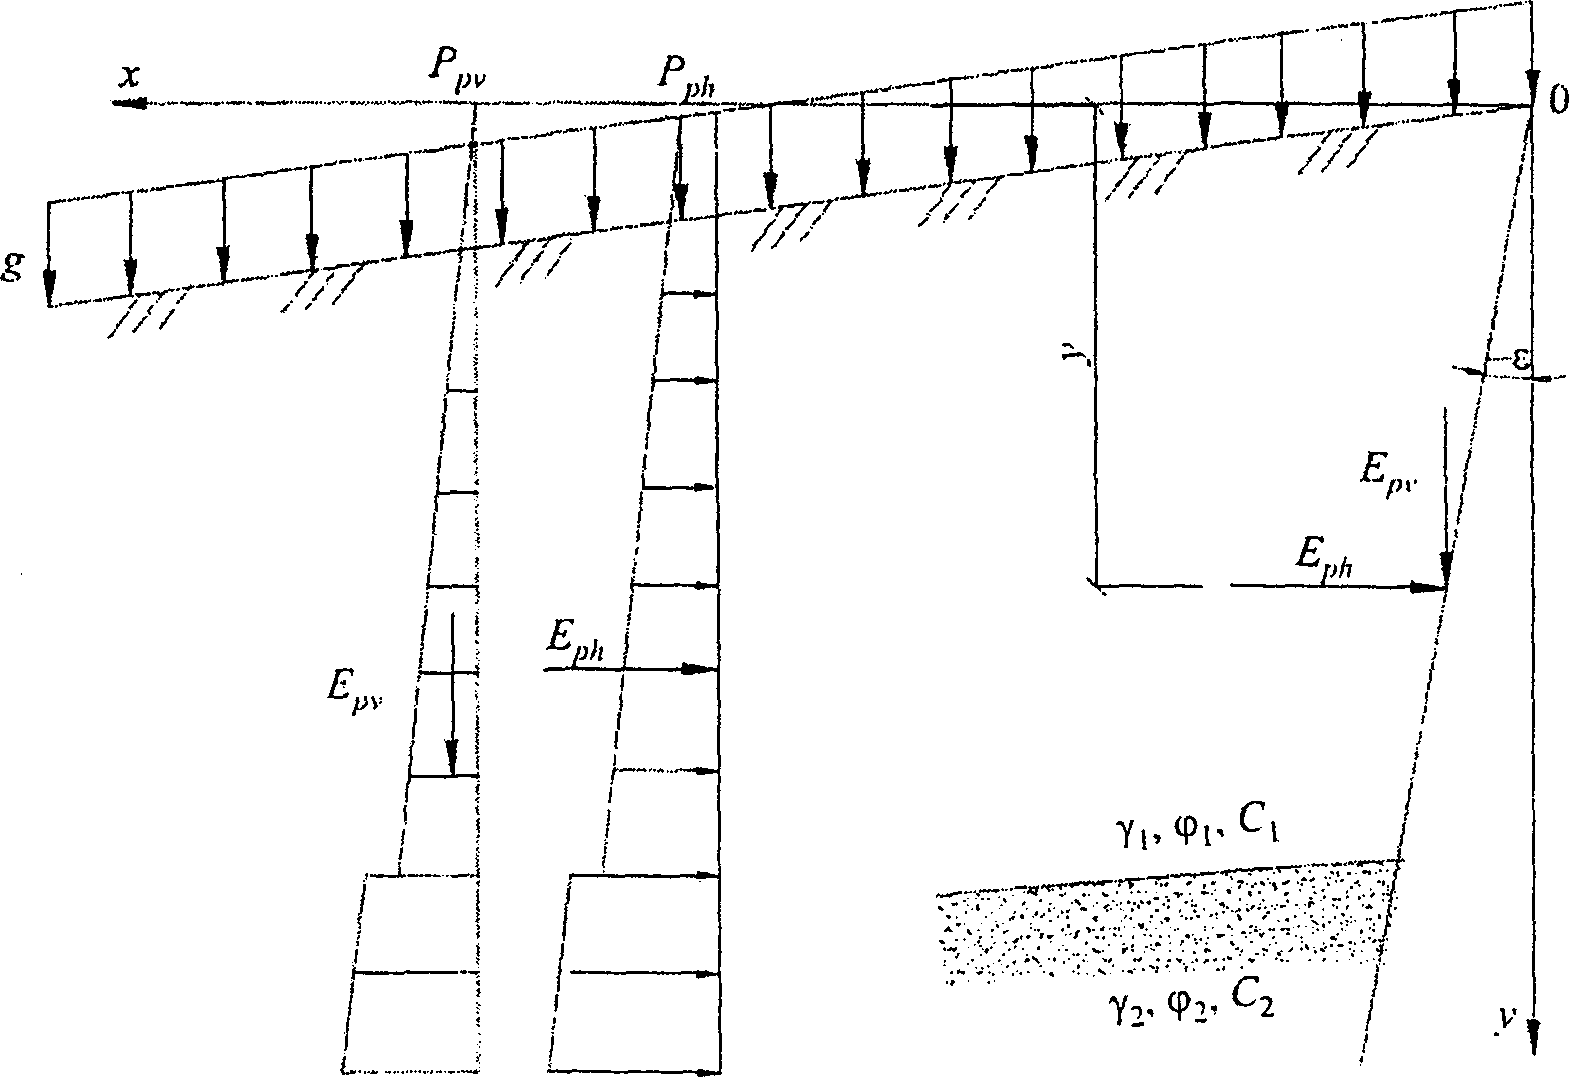 x
P_pv
P_ph
0
g
y
ε
E_pv
E_ph
E_ph
E_pv
γ₁, φ₁, C₁
γ₂, φ₂, C₂
y